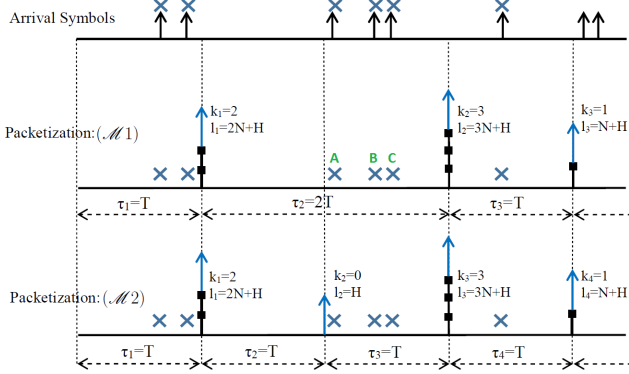 Arrival Symbols
k₁=2
l₁=2N+H
k₂=3
l₂=3N+H
k₃=1
l₃=N+H
Packetization:(ℳ1)
A B C
τ₁=T
τ₂=2T
τ₃=T
k₁=2
l₁=2N+H
k₂=0
l₂=H
k₃=3
l₃=3N+H
k₄=1
l₄=N+H
Packetization:(ℳ2)
τ₁=T
τ₂=T
τ₃=T
τ₄=T